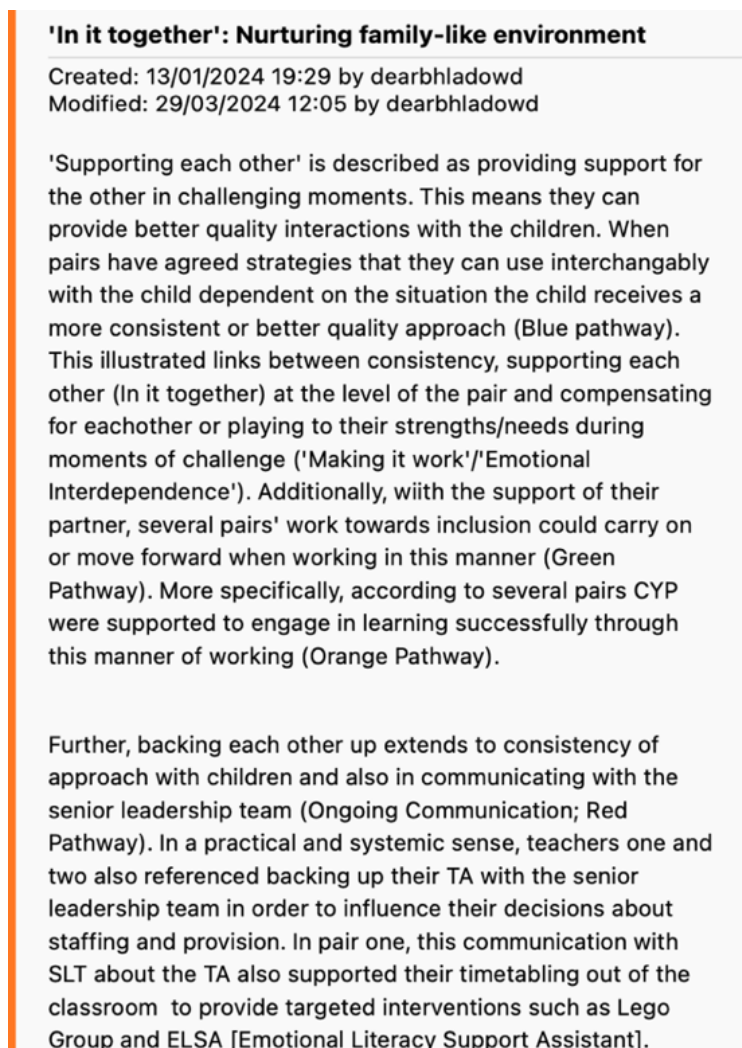 'In it together': Nurturing family-like environment
Created: 13/01/2024 19:29 by dearbhladowd
Modified: 29/03/2024 12:05 by dearbhladowd
'Supporting each other' is described as providing support for
the other in challenging moments. This means they can
provide better quality interactions with the children. When
pairs have agreed strategies that they can use interchangably
with the child dependent on the situation the child receives a
more consistent or better quality approach (Blue pathway).
This illustrated links between consistency, supporting each
other (In it together) at the level of the pair and compensating
for eachother or playing to their strengths/needs during
moments of challenge ('Making it work'/'Emotional
Interdependence'). Additionally, wiith the support of their
partner, several pairs' work towards inclusion could carry on
or move forward when working in this manner (Green
Pathway). More specifically, according to several pairs CYP
were supported to engage in learning successfully through
this manner of working (Orange Pathway).
Further, backing each other up extends to consistency of
approach with children and also in communicating with the
senior leadership team (Ongoing Communication; Red
Pathway). In a practical and systemic sense, teachers one and
two also referenced backing up their TA with the senior
leadership team in order to influence their decisions about
staffing and provision. In pair one, this communication with
SLT about the TA also supported their timetabling out of the
classroom  to provide targeted interventions such as Lego
Group and ELSA [Emotional Literacy Support Assistant].